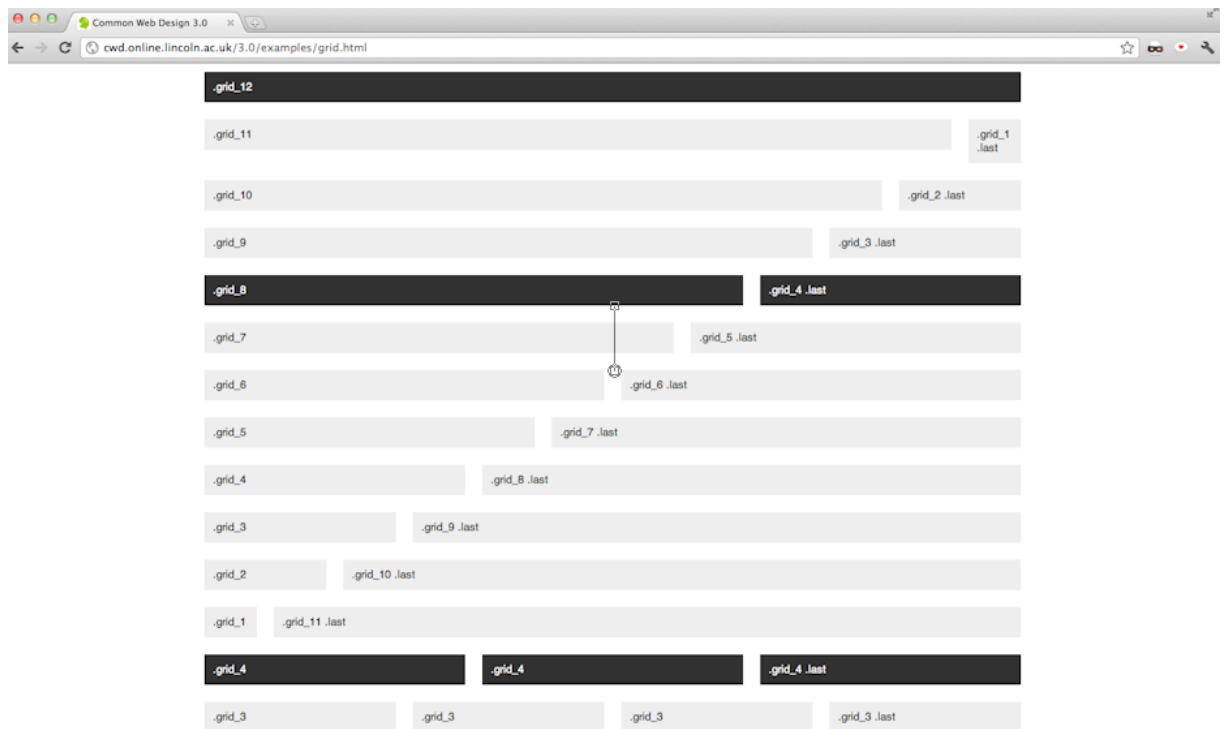 Common Web Design 3.0
cwd.online.lincoln.ac.uk/3.0/examples/grid.html
.grid_12
.grid_11 .grid_1
.last
.grid_10 .grid_2 .last
.grid_9 .grid_3 .last
.grid_8 .grid_4 .last
.grid_7 .grid_5 .last
.grid_6 .grid_6 .last
.grid_5 .grid_7 .last
.grid_4 .grid_8 .last
.grid_3 .grid_9 .last
.grid_2 .grid_10 .last
.grid_1 .grid_11 .last
.grid_4 .grid_4 .grid_4 .last
.grid_3 .grid_3 .grid_3 .grid_3 .last